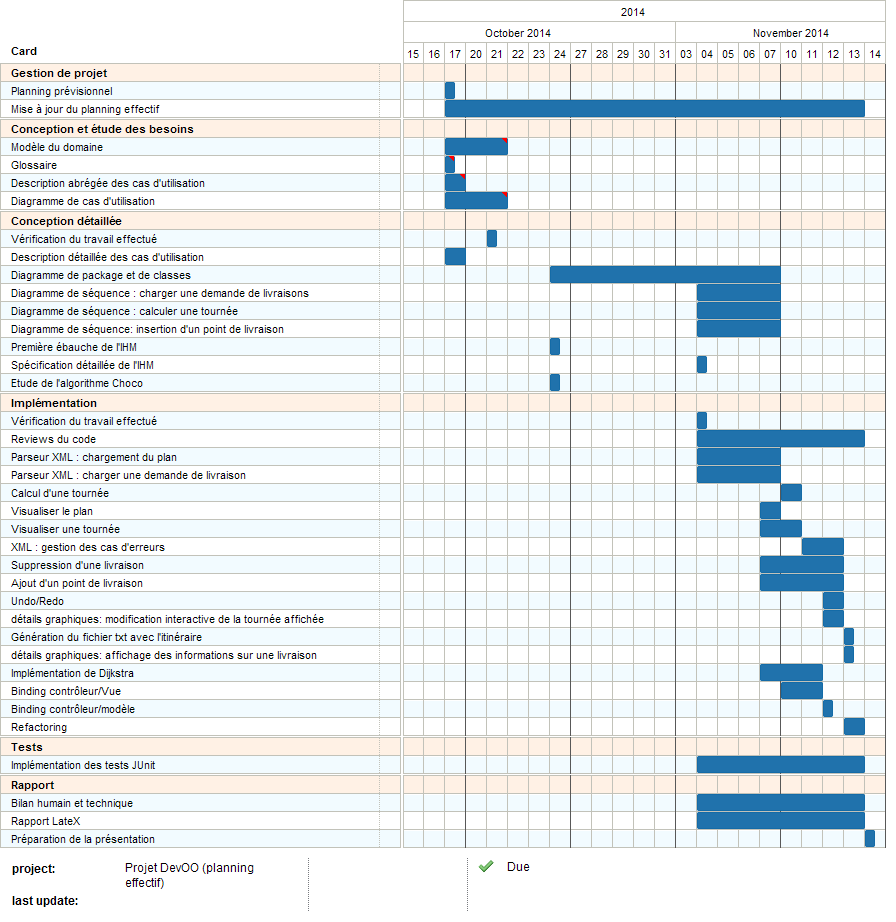 2014
October 2014 November 2014
Card 15 16 17 20 21 22 23 24 27 28 29 30 31 03 04 05 06 07 10 11 12 13 14
Gestion de projet
Planning prévisionnel
Mise à jour du planning effectif
Conception et étude des besoins
Modèle du domaine
Glossaire
Description abrégée des cas d'utilisation
Diagramme de cas d'utilisation
Conception détaillée
Vérification du travail effectué
Description détaillée des cas d'utilisation
Diagramme de package et de classes
Diagramme de séquence : charger une demande de livraisons
Diagramme de séquence : calculer une tournée
Diagramme de séquence: insertion d'un point de livraison
Première ébauche de l'IHM
Spécification détaillée de l'IHM
Etude de l'algorithme Choco
Implémentation
Vérification du travail effectué
Reviews du code
Parseur XML : chargement du plan
Parseur XML : charger une demande de livraison
Calcul d'une tournée
Visualiser le plan
Visualiser une tournée
XML : gestion des cas d'erreurs
Suppression d'une livraison
Ajout d'un point de livraison
Undo/Redo
détails graphiques: modification interactive de la tournée affichée
Génération du fichier txt avec l'itinéraire
détails graphiques: affichage des informations sur une livraison
Implémentation de Dijkstra
Binding contrôleur/Vue
Binding contrôleur/modèle
Refactoring
Tests
Implémentation des tests JUnit
Rapport
Bilan humain et technique
Rapport LateX
Préparation de la présentation
project: Projet DevOO (planning Due
effectif)
last update: